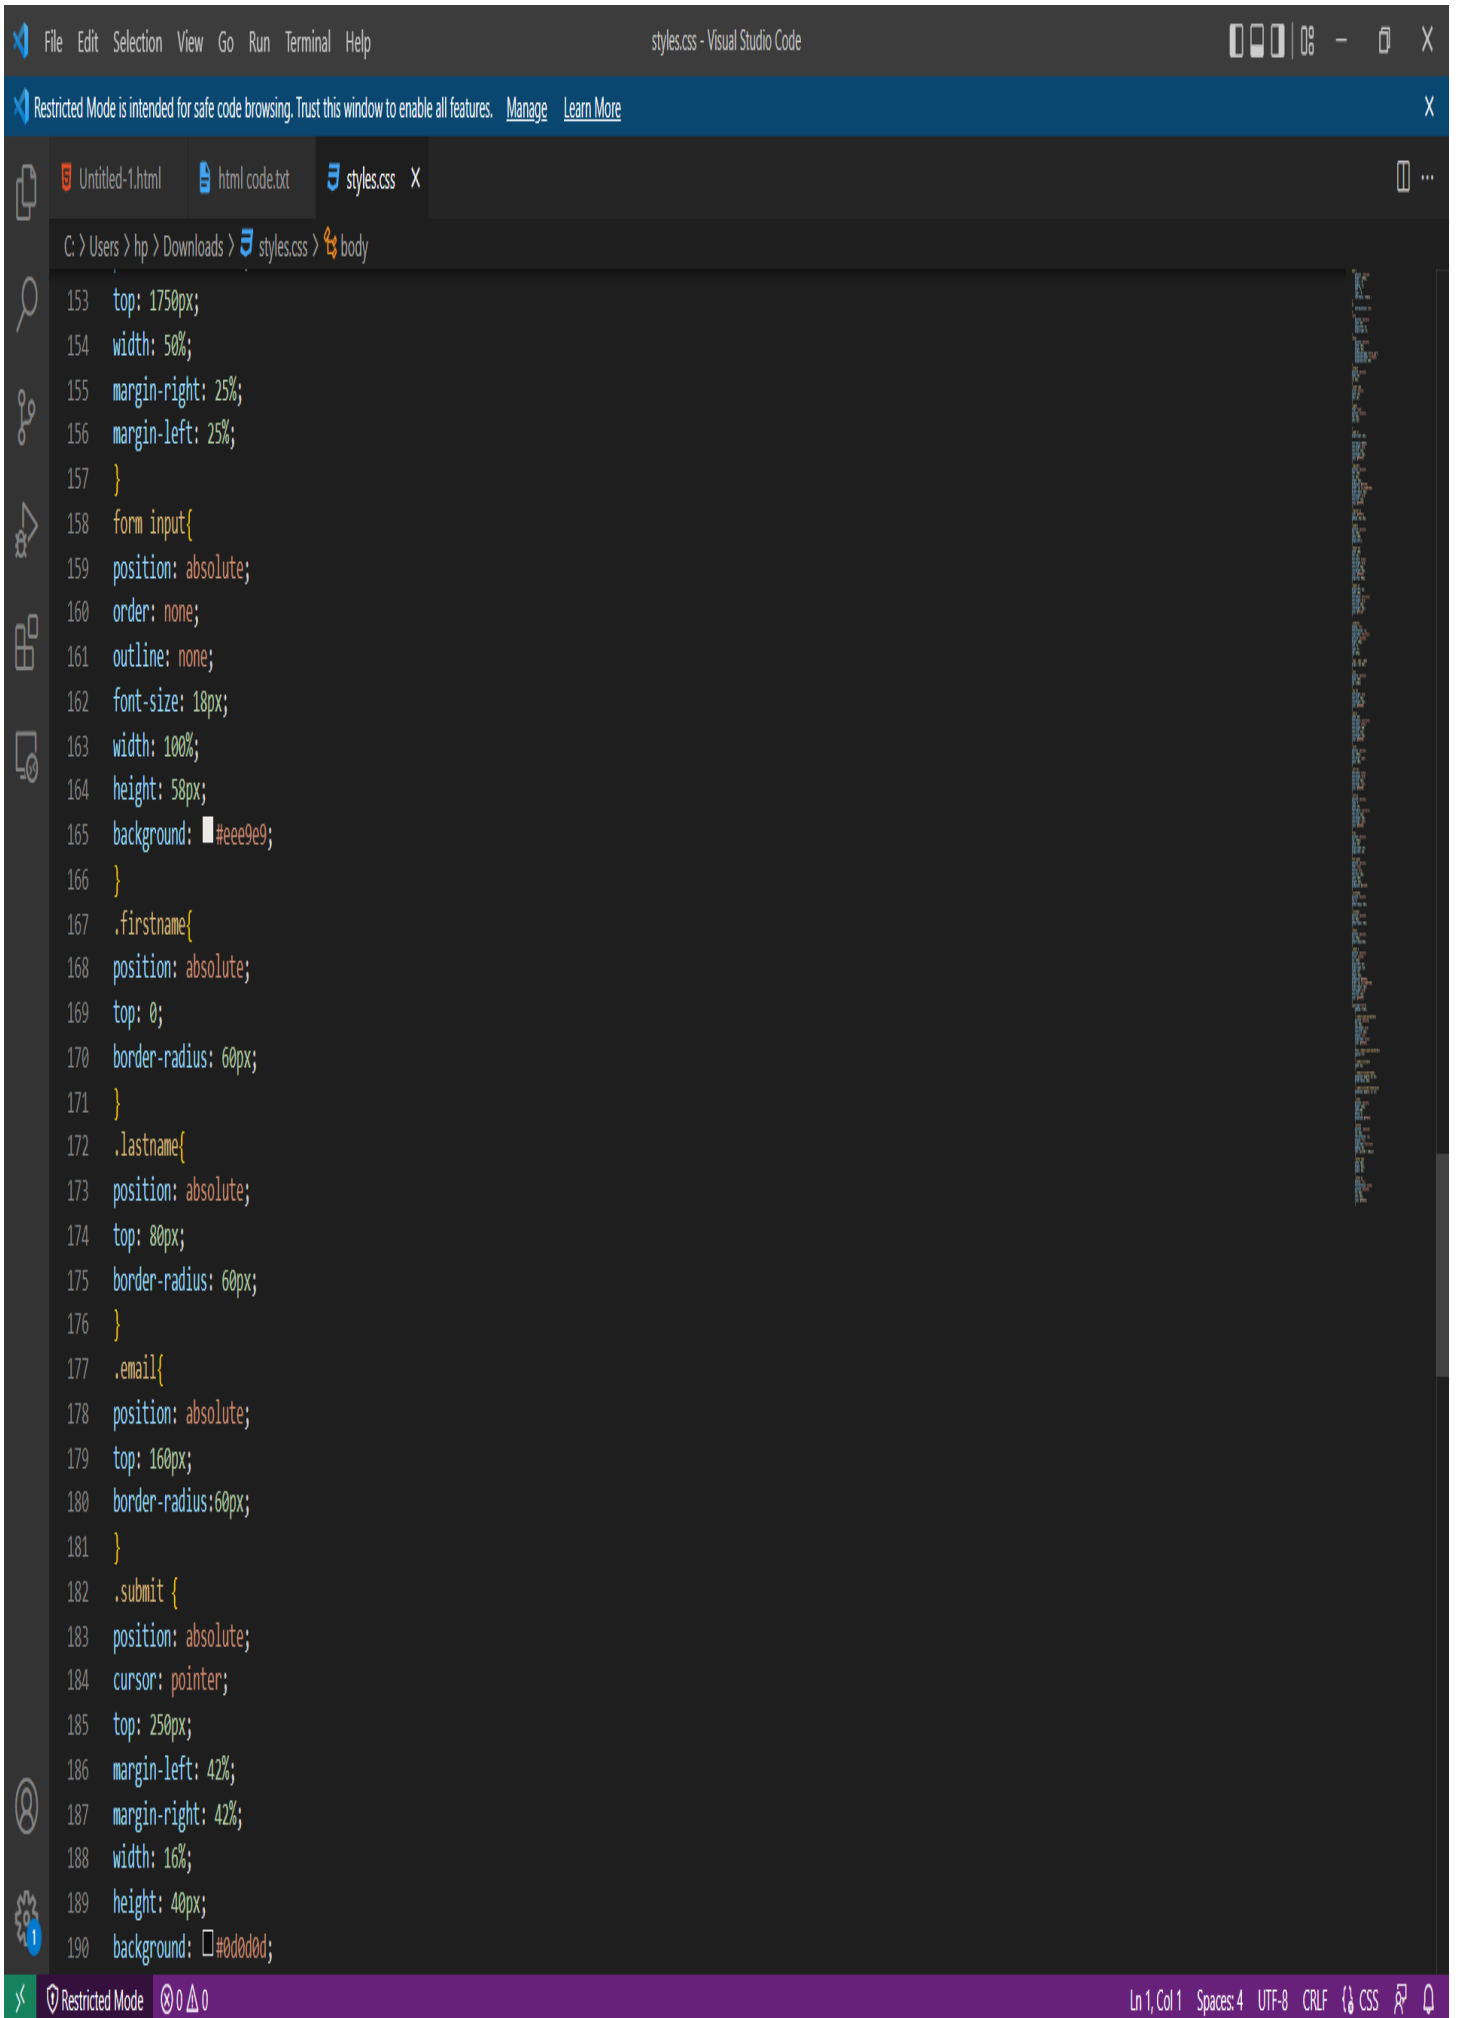 File Edit Selection View Go Run Terminal Help styles.css - Visual Studio Code
Restricted Mode is intended for safe code browsing. Trust this window to enable all features. Manage Learn More
Untitled-1.html html code.txt styles.css
C: > Users > hp > Downloads > styles.css > body
153 top: 1750px;
154 width: 50%;
155 margin-right: 25%;
156 margin-left: 25%;
157 }
158 form input{
159 position: absolute;
160 order: none;
161 outline: none;
162 font-size: 18px;
163 width: 100%;
164 height: 58px;
165 background: #eee9e9;
166 }
167 .firstname{
168 position: absolute;
169 top: 0;
170 border-radius: 60px;
171 }
172 .lastname{
173 position: absolute;
174 top: 80px;
175 border-radius: 60px;
176 }
177 .email{
178 position: absolute;
179 top: 160px;
180 border-radius:60px;
181 }
182 .submit {
183 position: absolute;
184 cursor: pointer;
185 top: 250px;
186 margin-left: 42%;
187 margin-right: 42%;
188 width: 16%;
189 height: 40px;
190 background: #0d0d0d;
1
Restricted Mode 0 0 Ln 1, Col 1 Spaces: 4 UTF-8 CRLF CSS